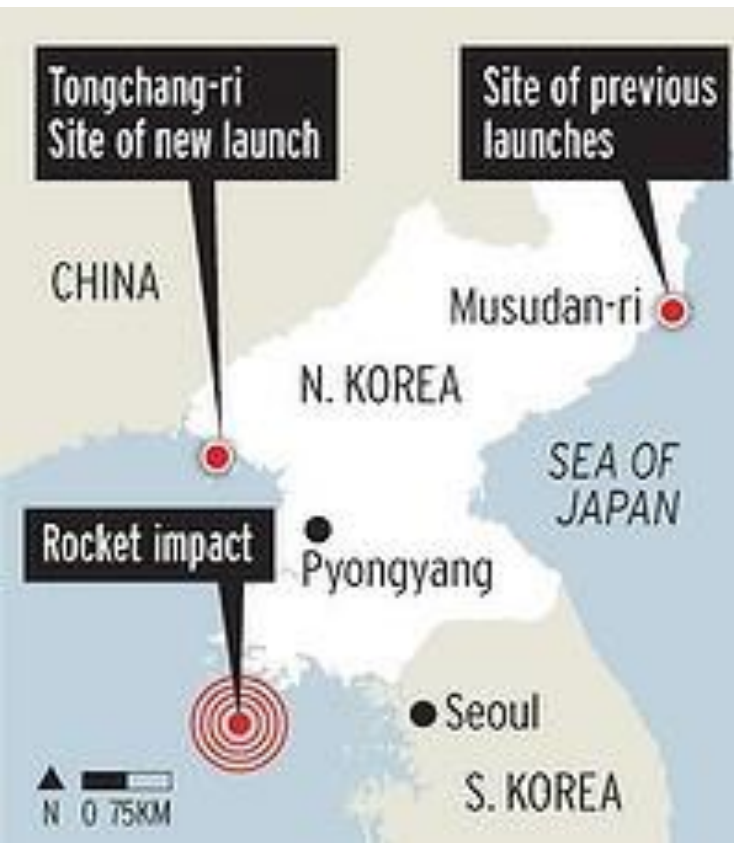 Tongchang-ri
Site of new launch
Site of previous
launches
CHINA
Musudan-ri
N. KOREA
SEA OF
JAPAN
Rocket impact
Pyongyang
Seoul
S. KOREA
N 0 75KM